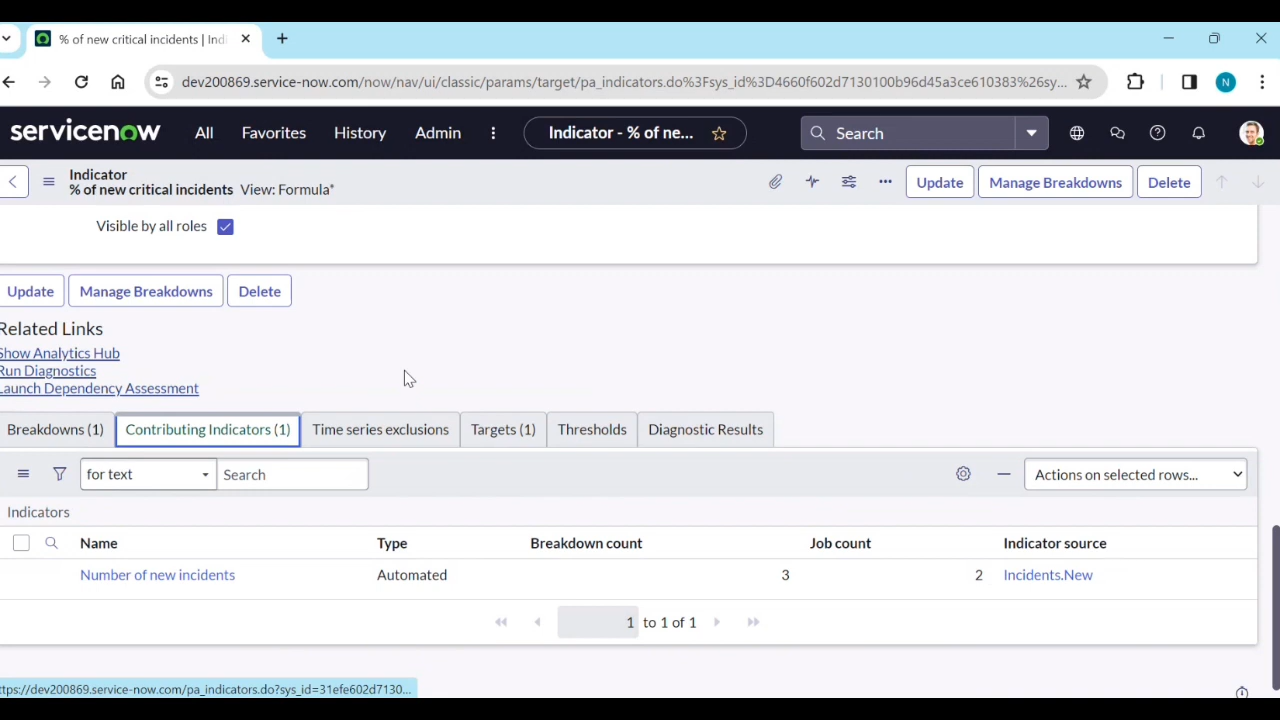 % of new critical incidents | Indi
dev200869.service-now.com/now/nav/ui/classic/params/target/pa_indicators.do%3Fsys_id%3D4660f602d7130100b96d45a3ce610383%26sy...
N
servicenow All Favorites History Admin Indicator - % of ne... Search
Indicator
% of new critical incidents View: Formula*
Update Manage Breakdowns Delete
Visible by all roles
Update Manage Breakdowns Delete
Related Links
Show Analytics Hub
Run Diagnostics
Launch Dependency Assessment
Breakdowns (1) Contributing Indicators (1) Time series exclusions Targets (1) Thresholds Diagnostic Results
for text Search Actions on selected rows...
Indicators
Name Type Breakdown count Job count Indicator source
Number of new incidents Automated 3 2 Incidents.New
1 to 1 of 1
ttps://dev200869.service-now.com/pa_indicators.do?sys_id=31efe602d7130...